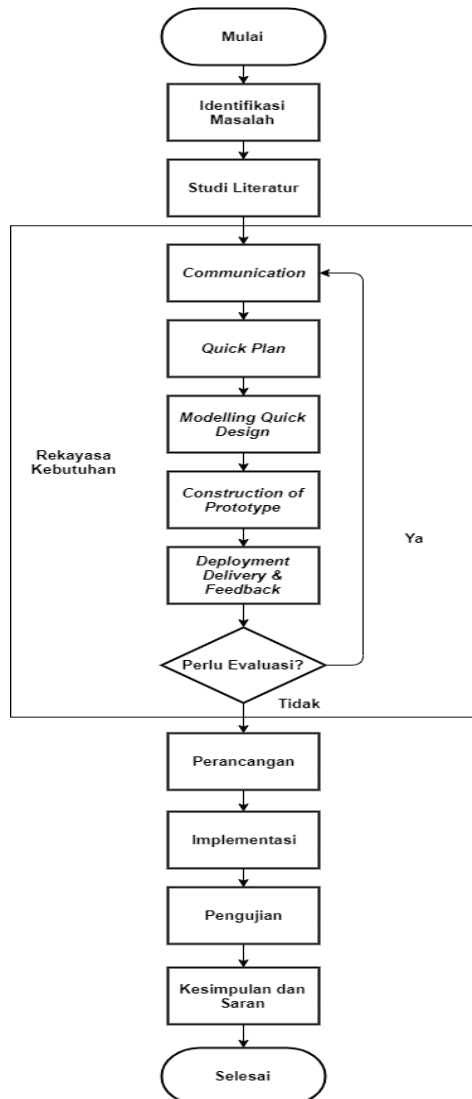 Mulai
Identifikasi
Masalah
Studi Literatur
Communication
Quick Plan
Modelling Quick
Design
Rekayasa
Kebutuhan
Construction of
Prototype
Ya
Deployment
Delivery &
Feedback
Perlu Evaluasi?
Tidak
Perancangan
Implementasi
Pengujian
Kesimpulan dan
Saran
Selesai